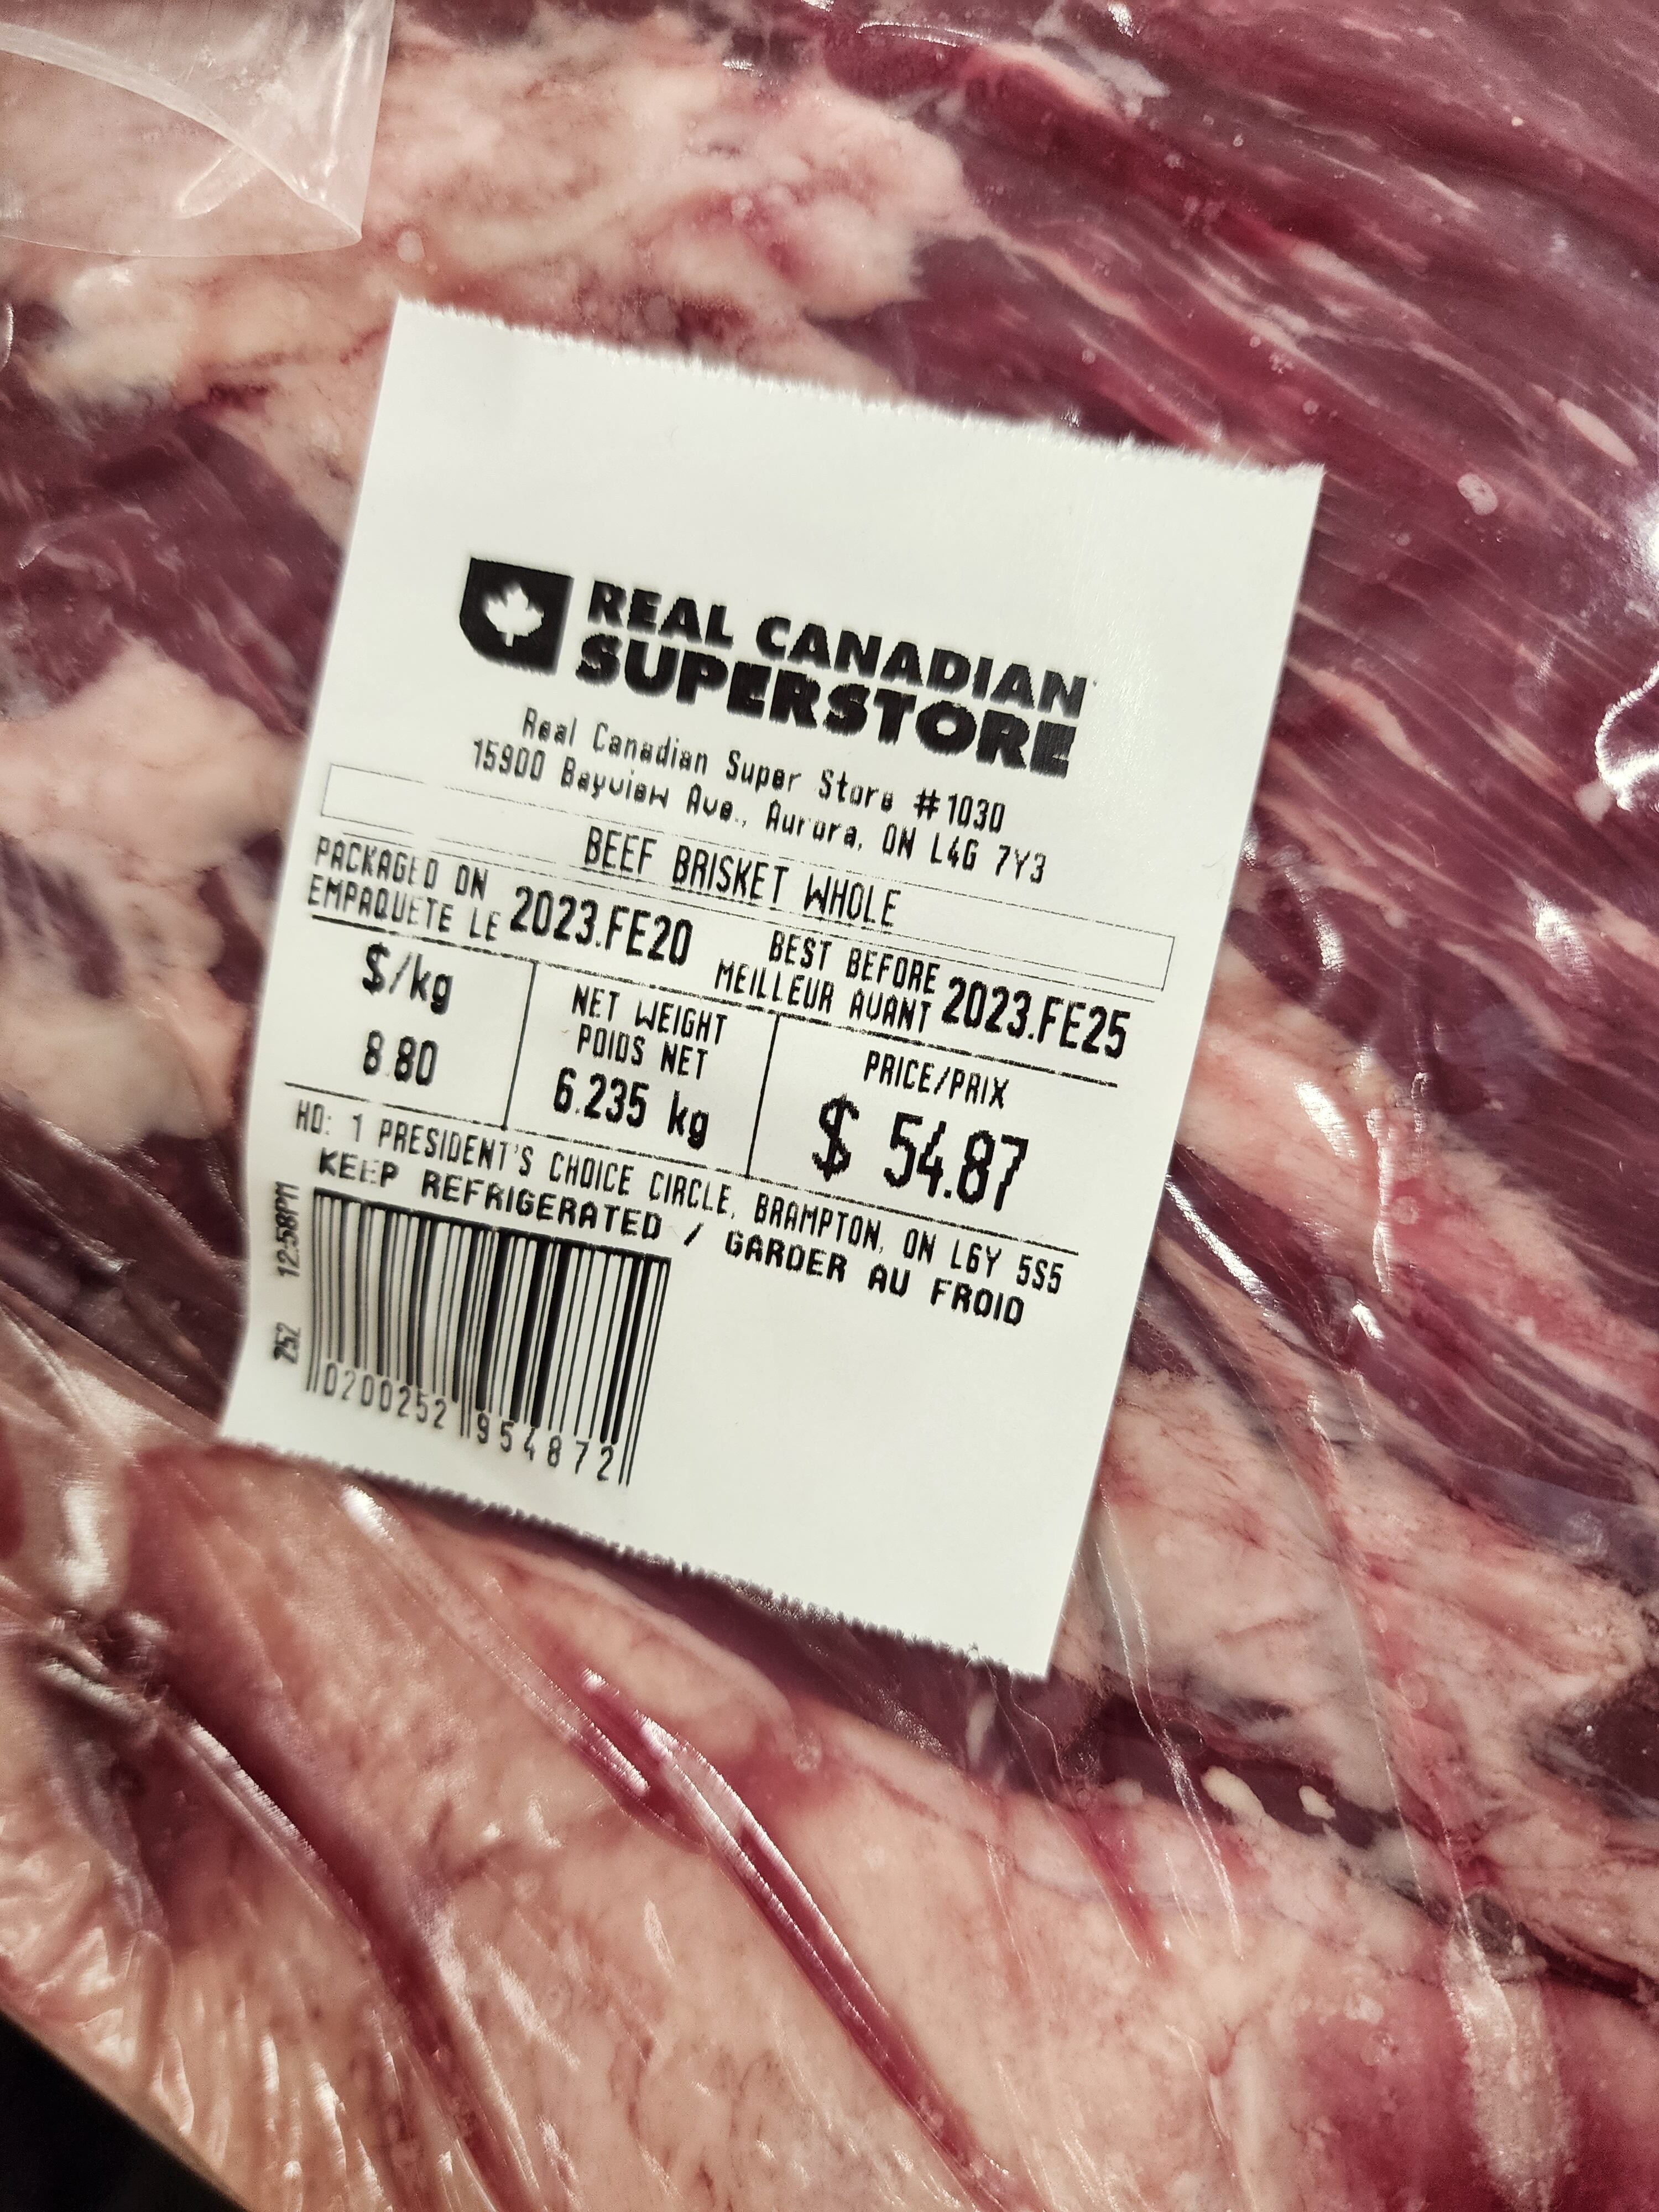 REAL CANADIAN
SUPERSTORE
Real Canadian Super Store #1030
15900 Bayview Ave., Aurora, ON L4G 7Y3
BEEF BRISKET WHOLE
PACKAGED ON
EMPAQUETE LE 2023.FE20
BEST BEFORE
MEILLEUR AVANT 2023.FE25
$/kg
8.80
NET WEIGHT
POIDS NET
6.235 kg
PRICE/PRIX
$ 54.87
HO: 1 PRESIDENT'S CHOICE CIRCLE, BRAMPTON, ON L6Y 5S5
KEEP REFRIGERATED / GARDER AU FROID
252 12:58PM
0200252 954872